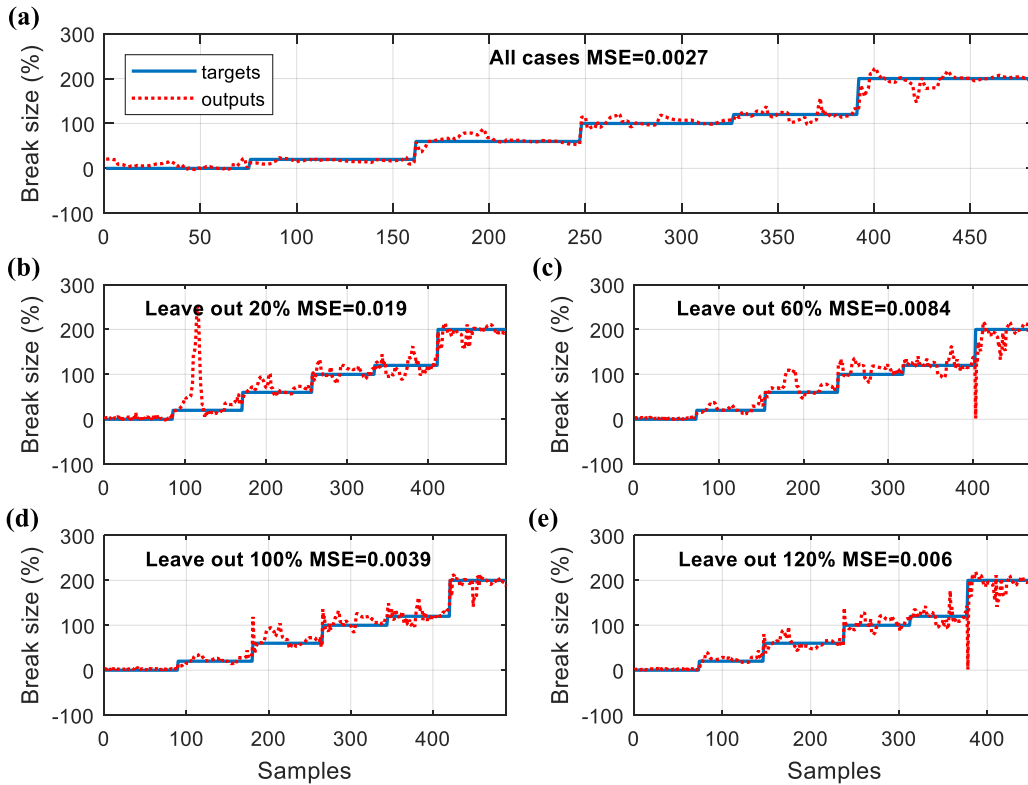 (a)
300
200
100
0
-100
Break size (%)
All cases MSE=0.0027
targets
outputs
0 50 100 150 200 250 300 350 400 450
(b)
300
200
100
0
-100
Break size (%)
Leave out 20% MSE=0.019
0 100 200 300 400
(c)
300
200
100
0
-100
Break size (%)
Leave out 60% MSE=0.0084
0 100 200 300 400
(d)
300
200
100
0
-100
Break size (%)
Leave out 100% MSE=0.0039
0 100 200 300 400
Samples
(e)
300
200
100
0
-100
Break size (%)
Leave out 120% MSE=0.006
0 100 200 300 400
Samples